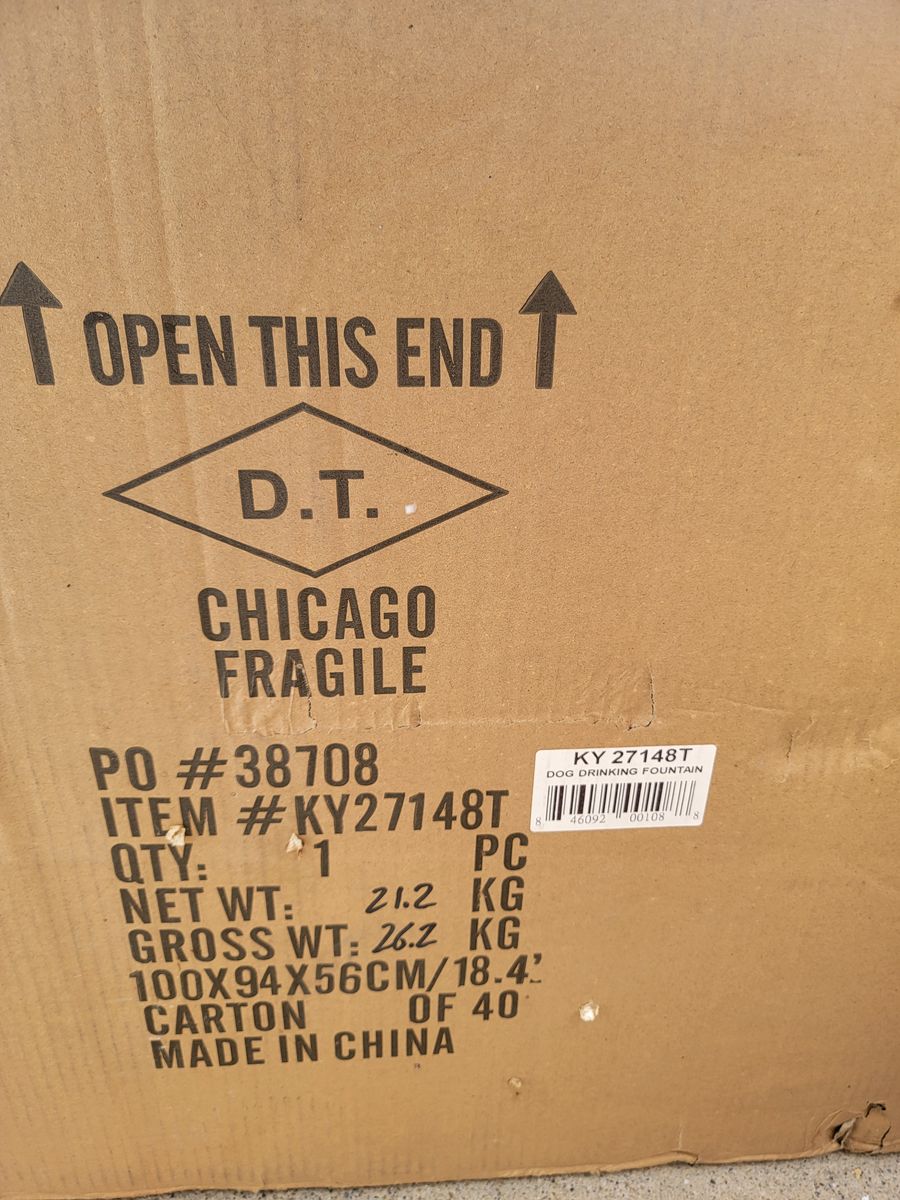 OPEN THIS END
D.T.
CHICAGO
FRAGILE
PO #38708
ITEM #KY27148T
QTY: 1 PC
NET WT: 21.2 KG
GROSS WT: 26.2 KG
100X94X56CM/18.4'
CARTON OF 40
MADE IN CHINA
KY 27148T
DOG DRINKING FOUNTAIN
8 46092 00108 8